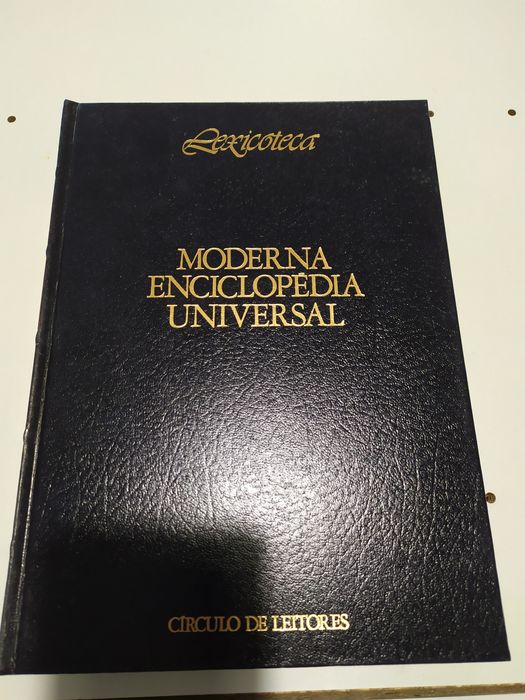 Lexicoteca
MODERNA
ENCICLOPÉDIA
UNIVERSAL
CÍRCULO DE LEITORES